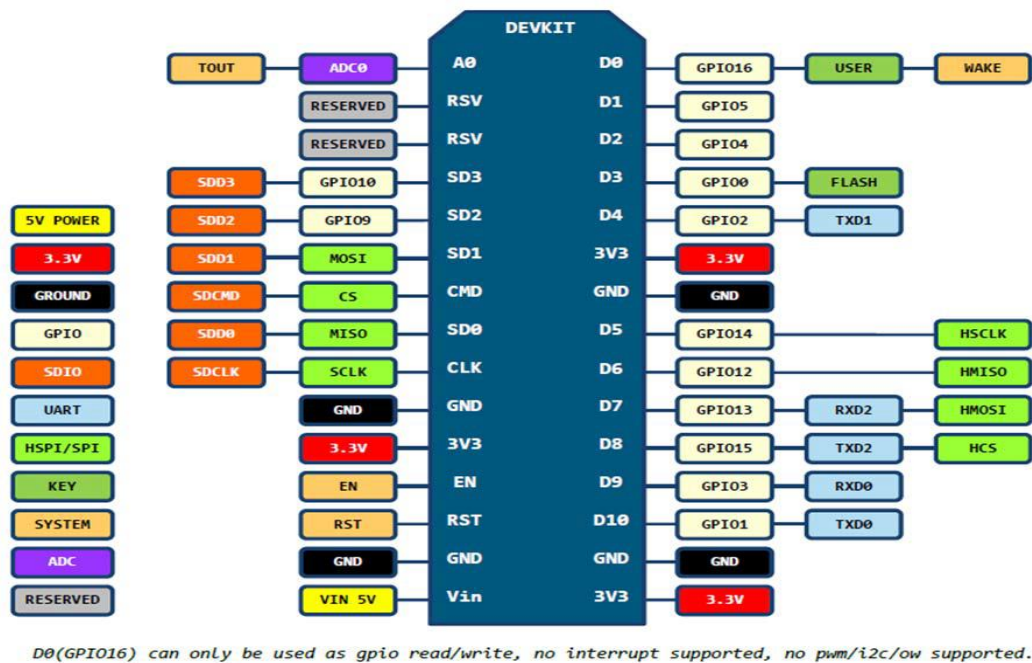 DEVKIT
TOUT ADC0 A0 D0 GPIO16 USER WAKE
RESERVED RSV D1 GPIO5
RESERVED RSV D2 GPIO4
SDD3 GPIO10 SD3 D3 GPIO0 FLASH
5V POWER SDD2 GPIO9 SD2 D4 GPIO2 TXD1
3.3V SDD1 MOSI SD1 3V3 3.3V
GROUND SDCMD CS CMD GND GND
GPIO SDD0 MISO SD0 D5 GPIO14 HSCLK
SDIO SDCLK SCLK CLK D6 GPIO12 HMISO
UART GND GND D7 GPIO13 RXD2 HMOSI
HSPI/SPI 3.3V 3V3 D8 GPIO15 TXD2 HCS
KEY EN EN D9 GPIO3 RXD0
SYSTEM RST RST D10 GPIO1 TXD0
ADC GND GND GND GND
RESERVED VIN 5V Vin 3V3 3.3V
D0(GPIO16) can only be used as gpio read/write, no interrupt supported, no pwm/i2c/ow supported.